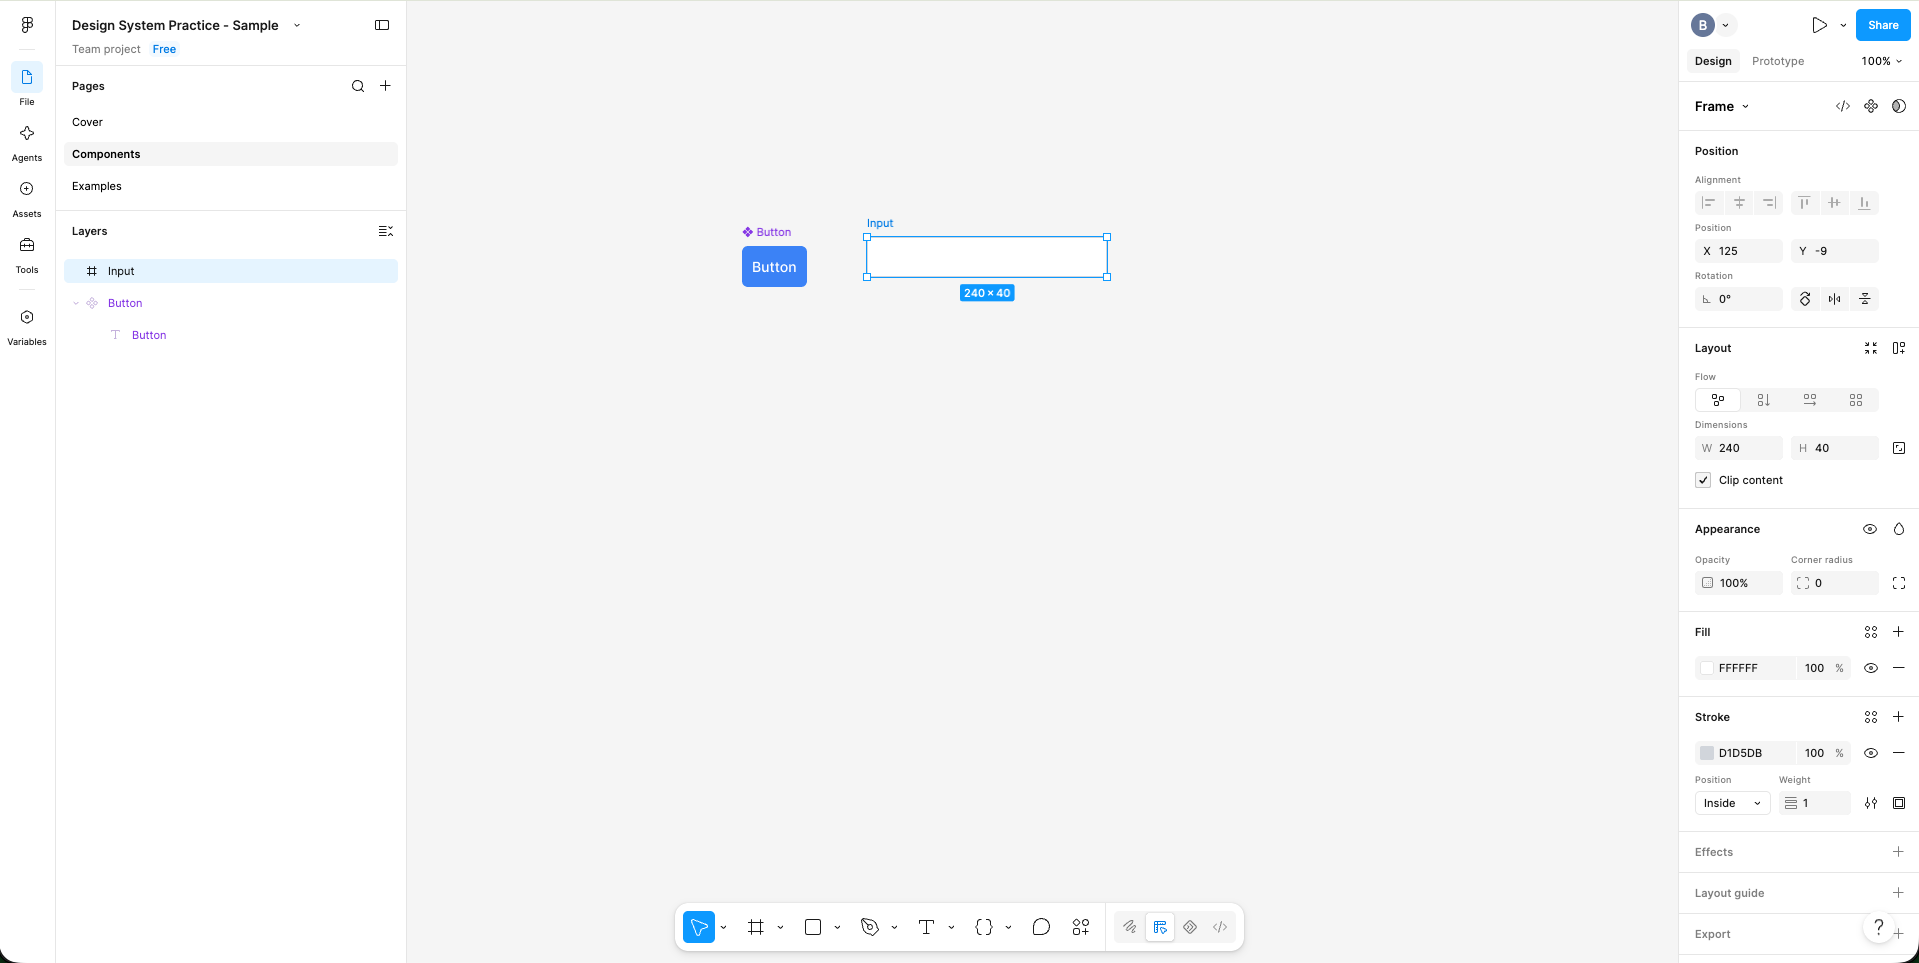 Design System Practice - Sample
Team project Free
File
Agents
Assets
Tools
Variables
Pages
Cover
Components
Examples
Layers
Input
Button
Button
Button
Button
Input
240 × 40
B
Share
Design Prototype 100%
Frame
Position
Alignment
Position
X 125 Y -9
Rotation
0°
Layout
Flow
Dimensions
W 240 H 40
Clip content
Appearance
Opacity Corner radius
100% 0
Fill
FFFFFF 100 %
Stroke
D1D5DB 100 %
Position Weight
Inside 1
Effects
Layout guide
Export
?